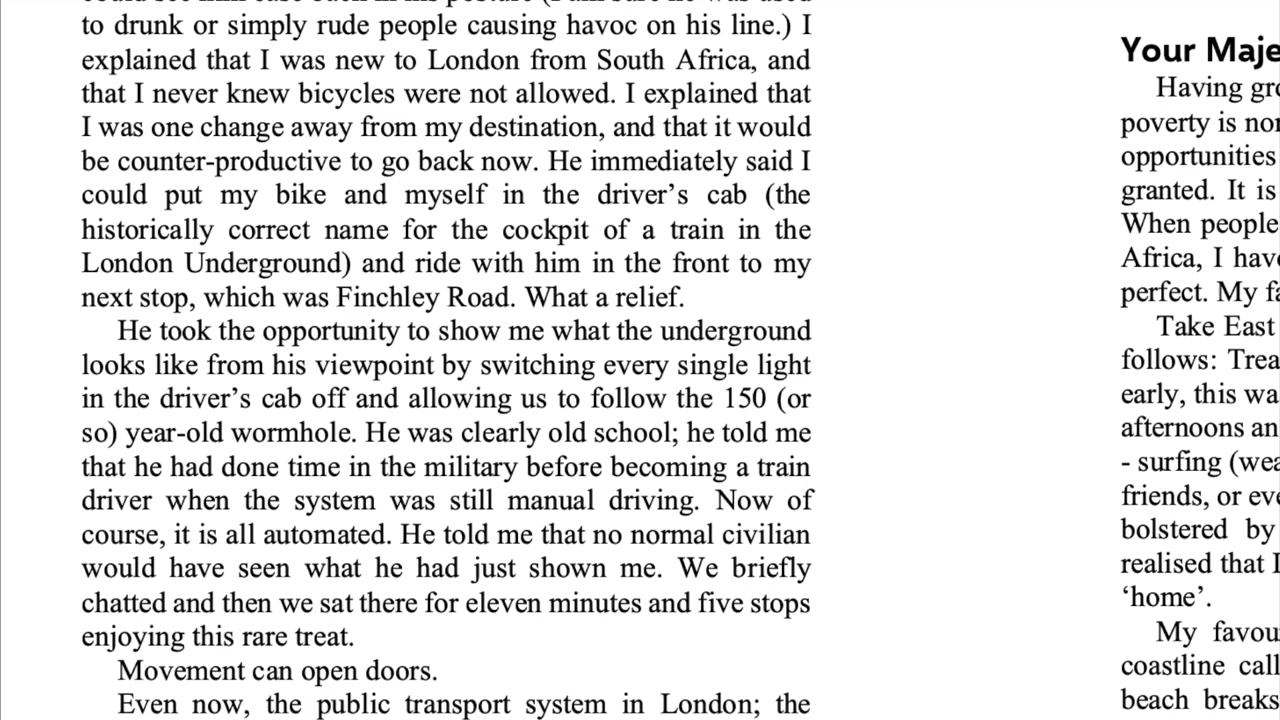 to drunk or simply rude people causing havoc on his line.) I
explained that I was new to London from South Africa, and
that I never knew bicycles were not allowed. I explained that
I was one change away from my destination, and that it would
be counter-productive to go back now. He immediately said I
could put my bike and myself in the driver’s cab (the
historically correct name for the cockpit of a train in the
London Underground) and ride with him in the front to my
next stop, which was Finchley Road. What a relief.
He took the opportunity to show me what the underground
looks like from his viewpoint by switching every single light
in the driver’s cab off and allowing us to follow the 150 (or
so) year-old wormhole. He was clearly old school; he told me
that he had done time in the military before becoming a train
driver when the system was still manual driving. Now of
course, it is all automated. He told me that no normal civilian
would have seen what he had just shown me. We briefly
chatted and then we sat there for eleven minutes and five stops
enjoying this rare treat.
Movement can open doors.
Even now, the public transport system in London; the
Your Maje
Having gro
poverty is nor
opportunities
granted. It is
When people
Africa, I hav
perfect. My fa
Take East
follows: Trea
early, this wa
afternoons an
- surfing (wea
friends, or eve
bolstered by
realised that I
‘home’.
My favou
coastline call
beach breaks